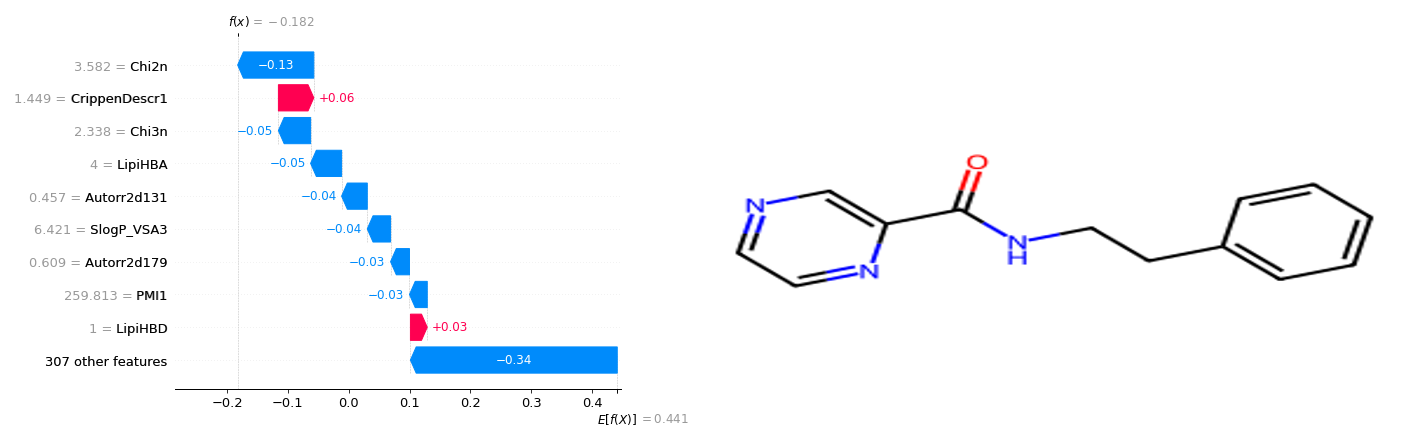 f(x) = −0.182
3.582 = Chi2n −0.13
1.449 = CrippenDescr1 +0.06
2.338 = Chi3n −0.05
4 = LipiHBA −0.05
0.457 = Autorr2d131 −0.04
6.421 = SlogP_VSA3 −0.04
0.609 = Autorr2d179 −0.03
259.813 = PMI1 −0.03
1 = LipiHBD +0.03
307 other features −0.34
−0.2 −0.1 0.0 0.1 0.2 0.3 0.4
E[f(X)] = 0.441
O
N
N
H
N